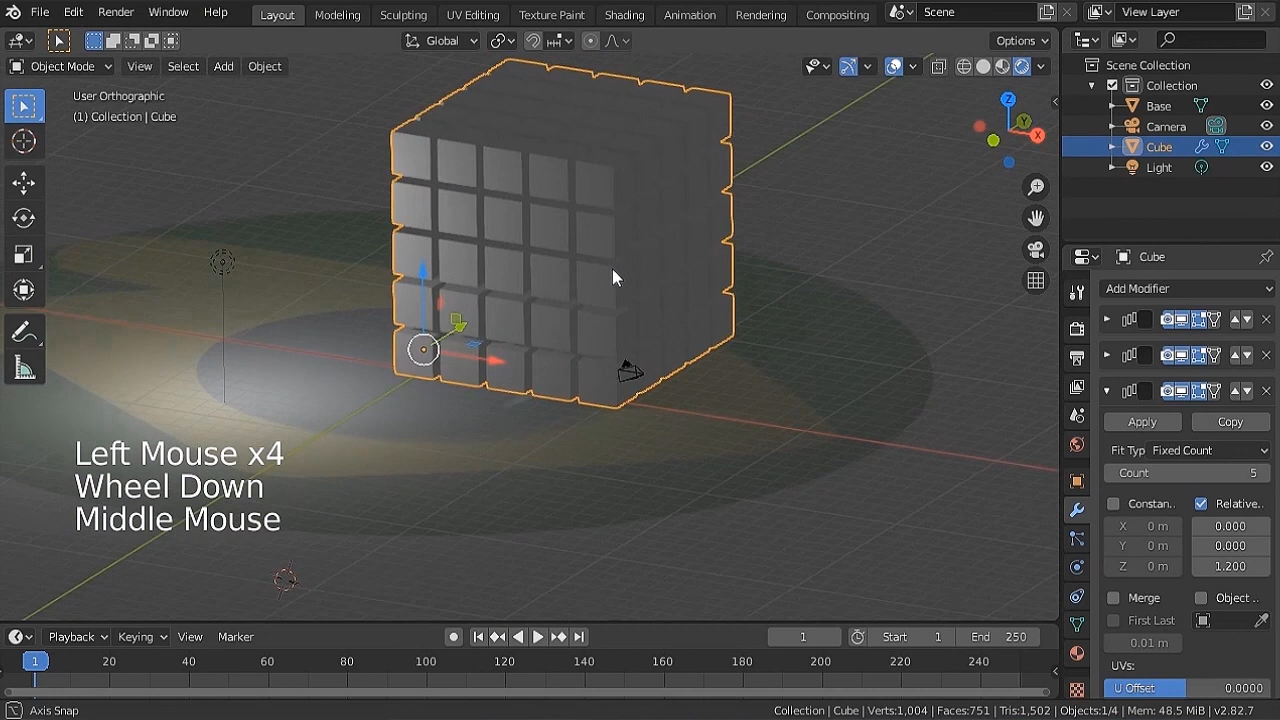 File Edit Render Window Help Layout Modeling Sculpting UV Editing Texture Paint Shading Animation Rendering Compositing Scene View Layer
Global Options
Object Mode View Select Add Object
User Orthographic
(1) Collection | Cube
Z
Y
X
Scene Collection
Collection
Base
Camera
Cube
Light
Cube
Add Modifier
Apply Copy
Fit Typ Fixed Count
Count 5
Constan.. Relative..
X 0 m 0.000
Y 0 m 0.000
Z 0 m 1.200
Merge Object ..
First Last
0.01 m
UVs:
U Offset 0.0000
Left Mouse x4
Wheel Down
Middle Mouse
Playback Keying View Marker 1 Start 1 End 250
1 20 40 60 80 100 120 140 160 180 200 220 240
Axis Snap Collection | Cube | Verts:1,004 | Faces:751 | Tris:1,502 | Objects:1/4 | Mem: 48.5 MiB | v2.82.7